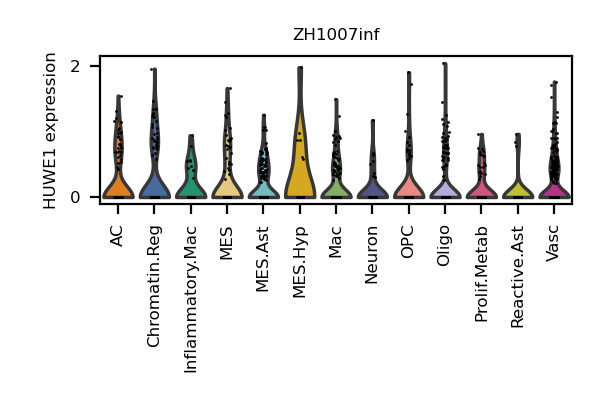 ZH1007inf
HUWE1 expression
2
0
AC
Chromatin.Reg
Inflammatory.Mac
MES
MES.Ast
MES.Hyp
Mac
Neuron
OPC
Oligo
Prolif.Metab
Reactive.Ast
Vasc